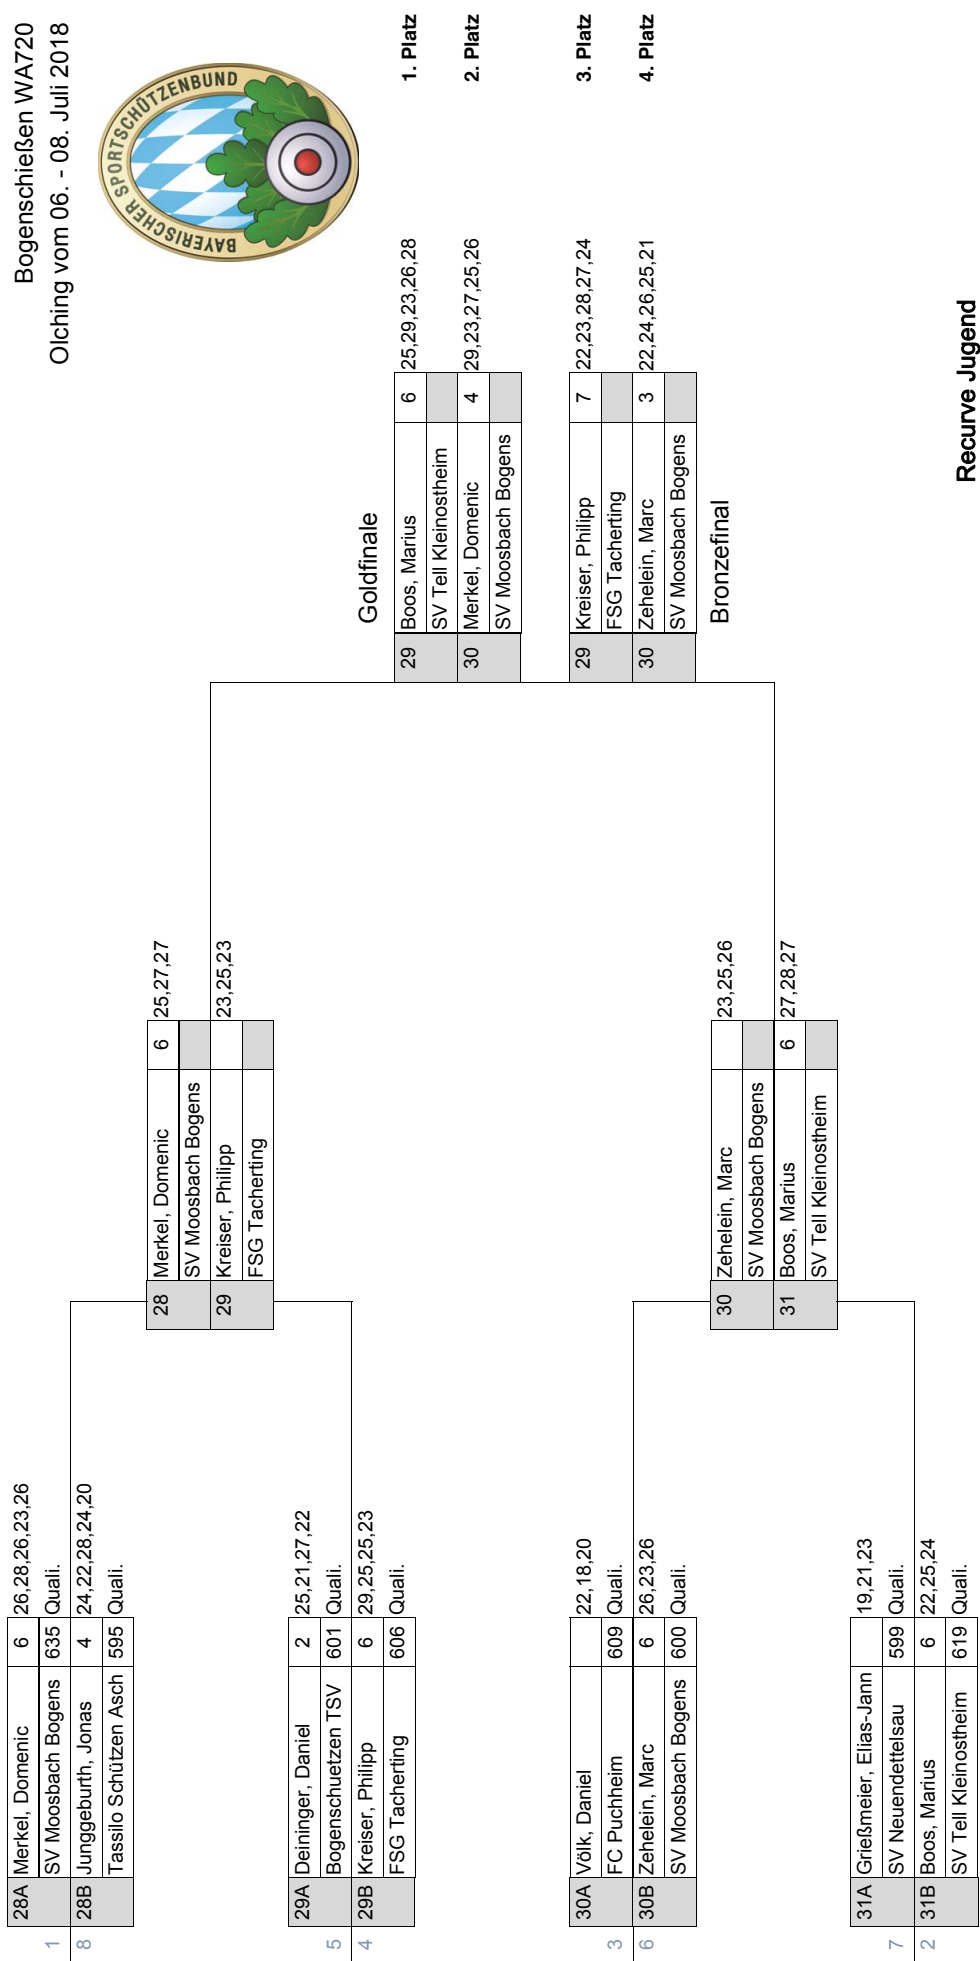 Bogenschießen WA720
Olching vom 06. - 08. Juli 2018
BAYERISCHER SPORTSCHÜTZENBUND
1 28A Merkel, Domenic 6 26,28,26,23,26
SV Moosbach Bogens 635 Quali.
8 28B Junggeburth, Jonas 4 24,22,28,24,20
Tassilo Schützen Asch 595 Quali.
5 29A Deininger, Daniel 2 25,21,27,22
Bogenschuetzen TSV 601 Quali.
4 29B Kreiser, Philipp 6 29,25,25,23
FSG Tacherting 606 Quali.
3 30A Völk, Daniel 22,18,20
FC Puchheim 609 Quali.
6 30B Zehelein, Marc 6 26,23,26
SV Moosbach Bogens 600 Quali.
7 31A Grießmeier, Elias-Jann 19,21,23
SV Neuendettelsau 599 Quali.
2 31B Boos, Marius 6 22,25,24
SV Tell Kleinostheim 619 Quali.
28 Merkel, Domenic 6 25,27,27
SV Moosbach Bogens
29 Kreiser, Philipp 23,25,23
FSG Tacherting
30 Zehelein, Marc 23,25,26
SV Moosbach Bogens
31 Boos, Marius 6 27,28,27
SV Tell Kleinostheim
Goldfinale
29 Boos, Marius 6 25,29,23,26,28 1. Platz
SV Tell Kleinostheim
30 Merkel, Domenic 4 29,23,27,25,26 2. Platz
SV Moosbach Bogens
29 Kreiser, Philipp 7 22,23,28,27,24 3. Platz
FSG Tacherting
30 Zehelein, Marc 3 22,24,26,25,21 4. Platz
SV Moosbach Bogens
Bronzefinal
Recurve Jugend